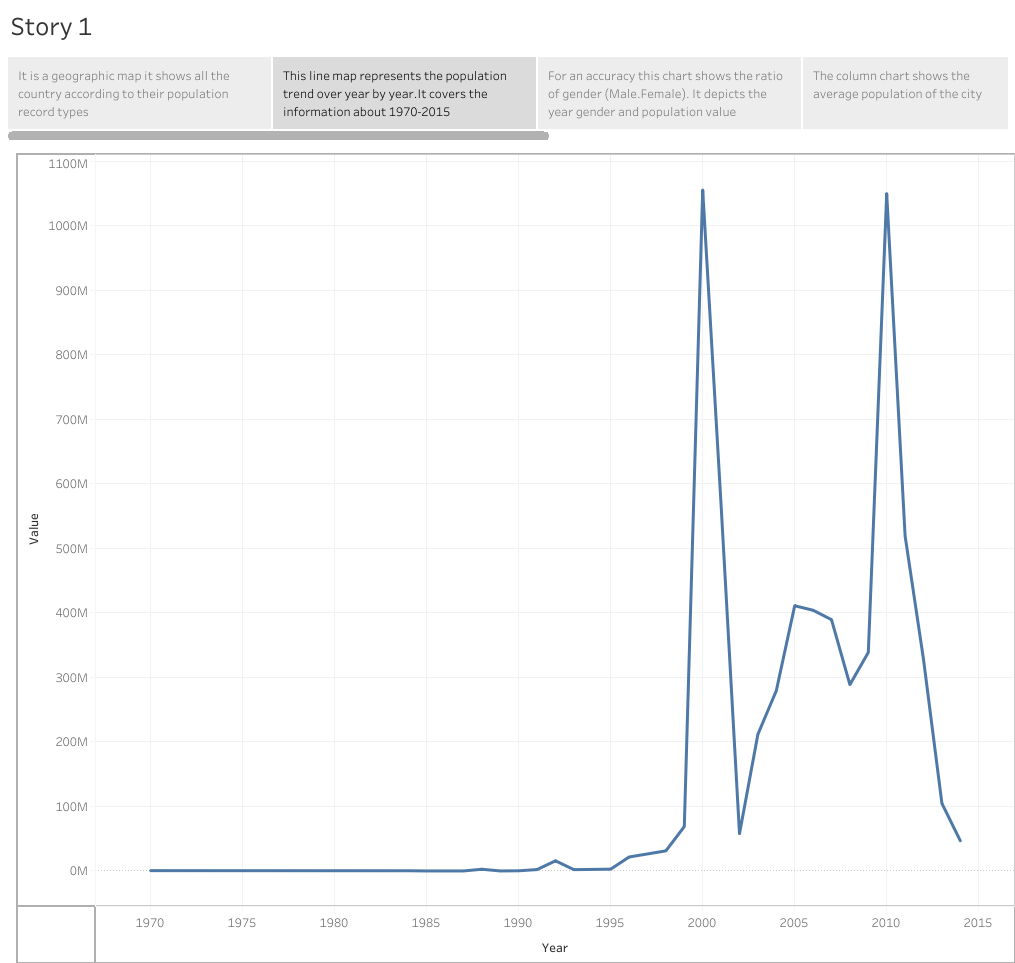 Story 1
It is a geographic map it shows all the
country according to their population
record types
This line map represents the population
trend over year by year.It covers the
information about 1970-2015
For an accuracy this chart shows the ratio
of gender (Male.Female). It depicts the
year gender and population value
The column chart shows the
average population of the city
1100M
1000M
900M
800M
700M
600M
500M
400M
300M
200M
100M
0M
Value
1970 1975 1980 1985 1990 1995 2000 2005 2010 2015
Year